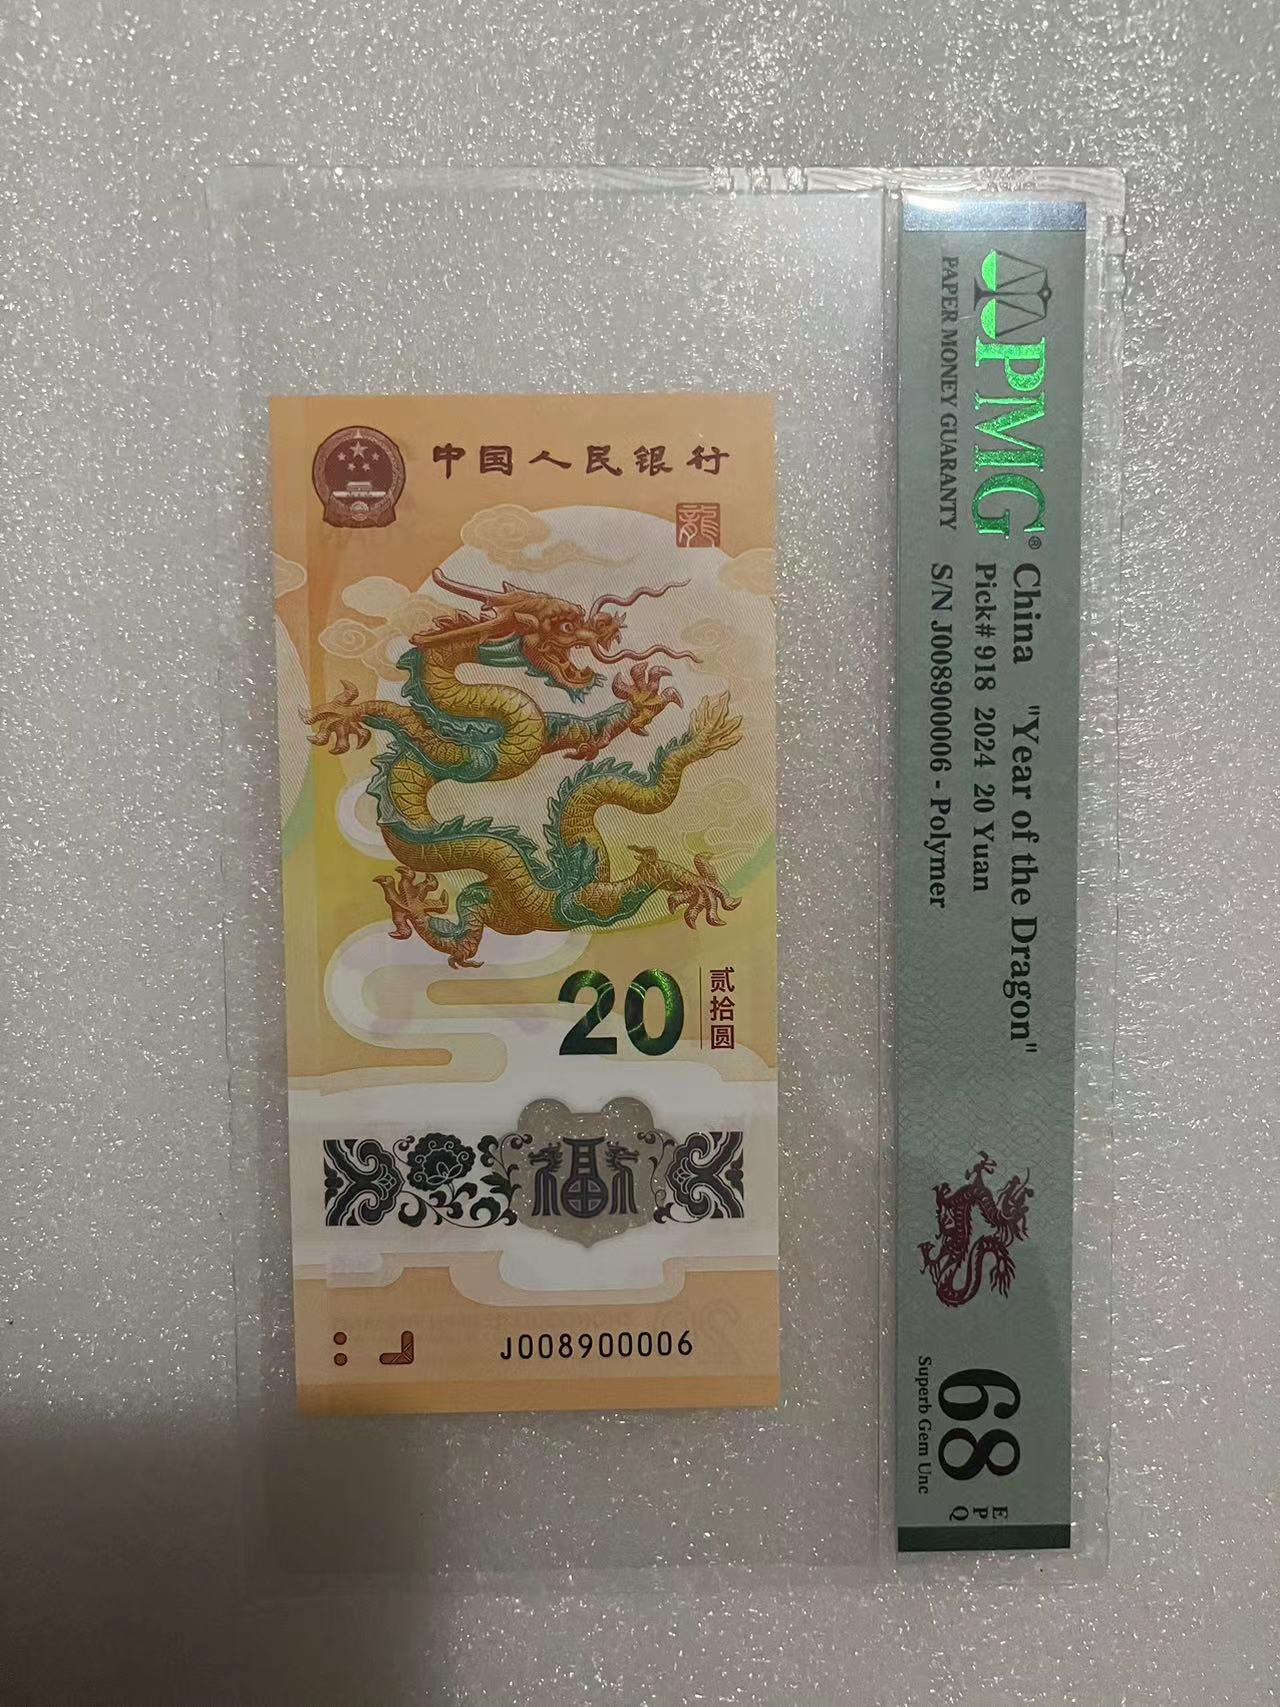 中国人民银行
龍
20
贰拾圆
福
J008900006
PMG®
PAPER MONEY GUARANTY
China "Year of the Dragon"
Pick# 918 2024 20 Yuan
S/N J008900006 - Polymer
68 EPQ
Superb Gem Unc